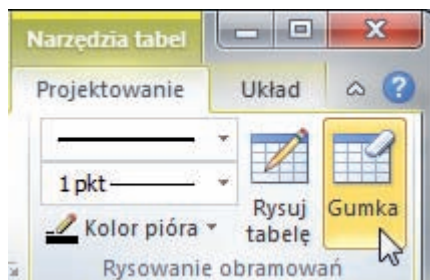 Narzędzia tabel
Projektowanie Układ
1 pkt
Kolor pióra
Rysuj
tabelę
Gumka
Rysowanie obramowań